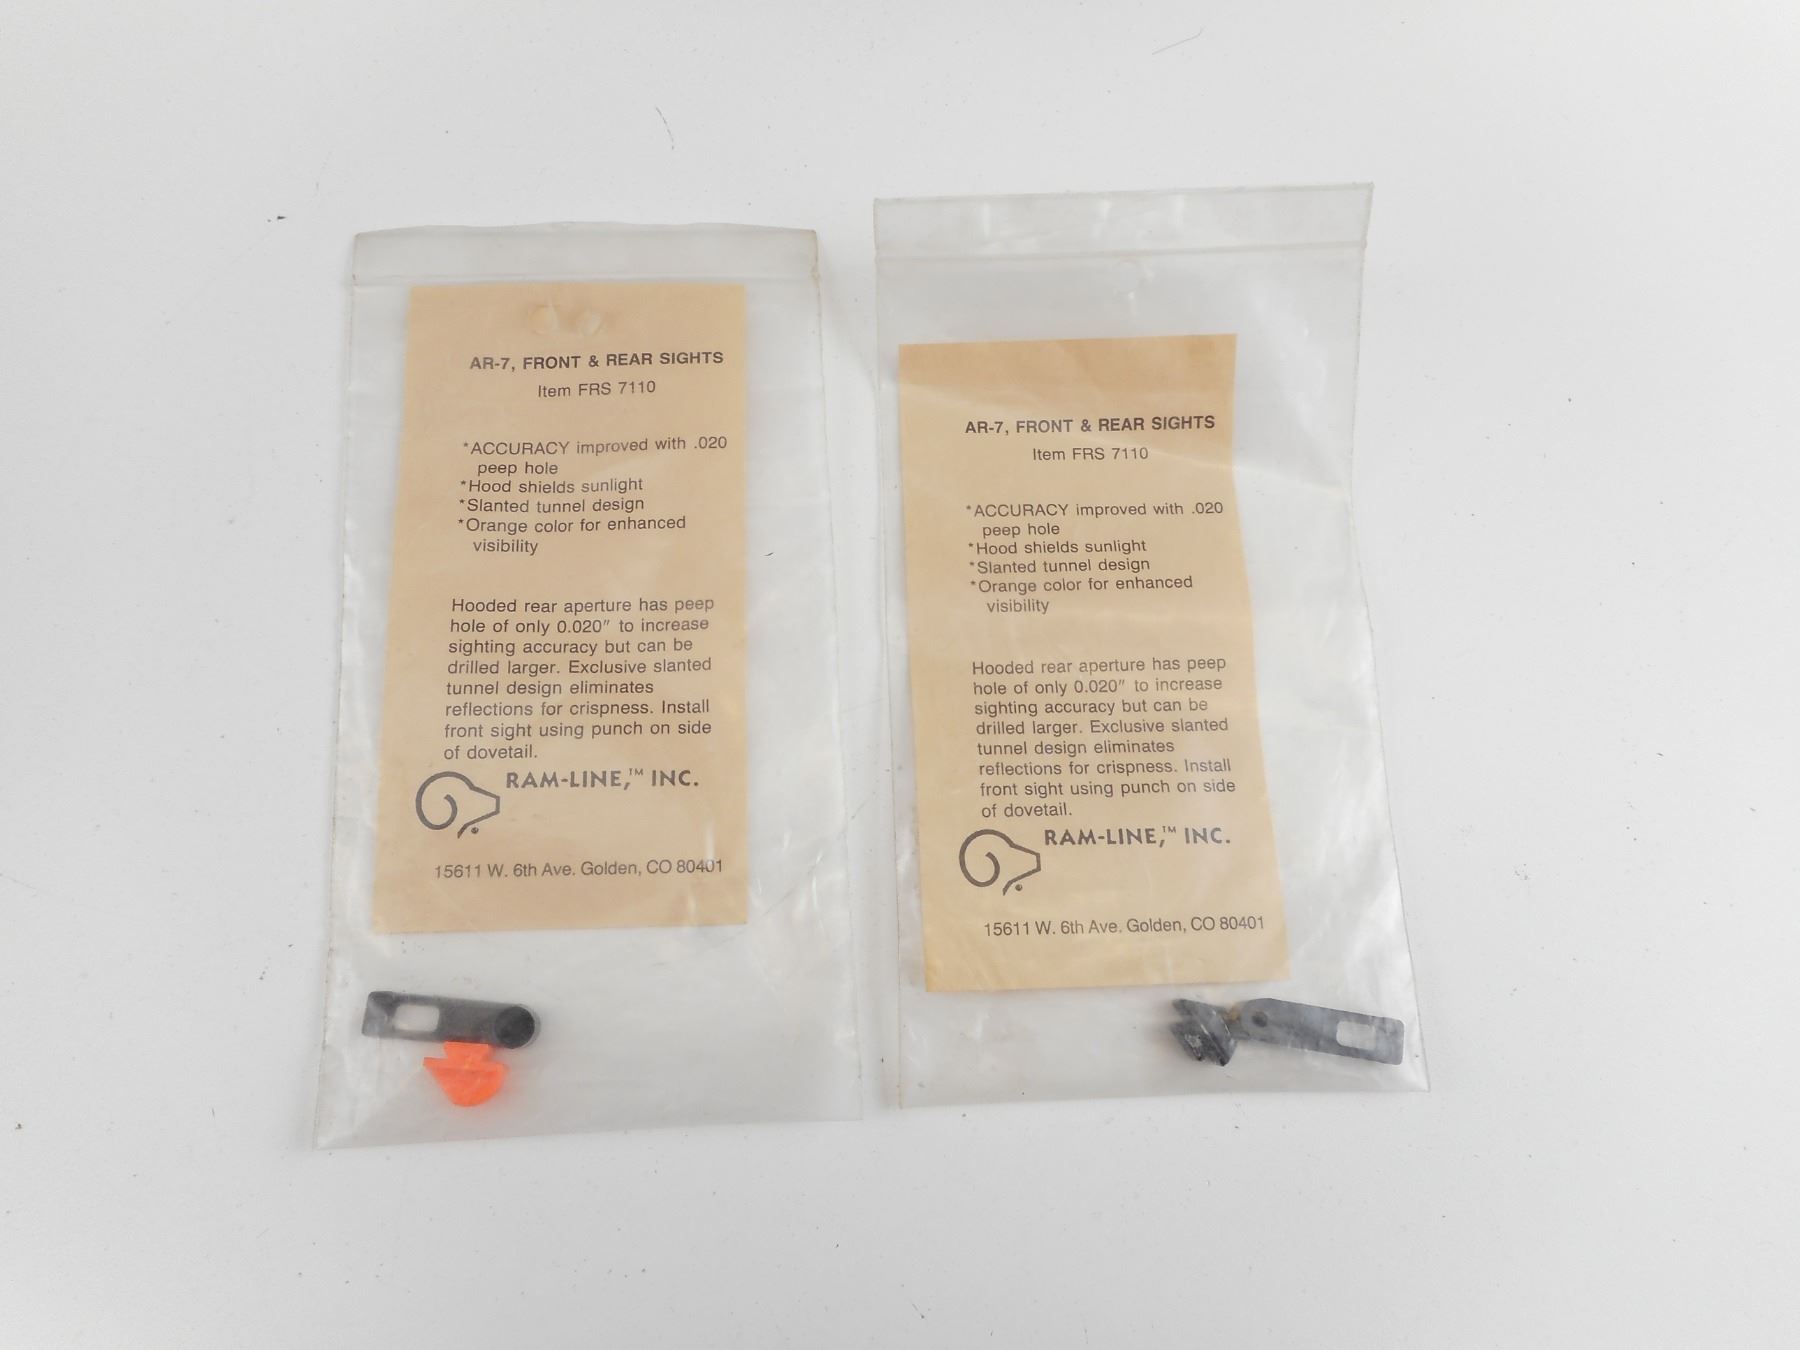 AR-7, FRONT & REAR SIGHTS
Item FRS 7110
*ACCURACY improved with .020
peep hole
*Hood shields sunlight
*Slanted tunnel design
*Orange color for enhanced
visibility
Hooded rear aperture has peep
hole of only 0.020" to increase
sighting accuracy but can be
drilled larger. Exclusive slanted
tunnel design eliminates
reflections for crispness. Install
front sight using punch on side
of dovetail.
RAM-LINE,™ INC.
15611 W. 6th Ave. Golden, CO 80401
AR-7, FRONT & REAR SIGHTS
Item FRS 7110
*ACCURACY improved with .020
peep hole
*Hood shields sunlight
*Slanted tunnel design
*Orange color for enhanced
visibility
Hooded rear aperture has peep
hole of only 0.020" to increase
sighting accuracy but can be
drilled larger. Exclusive slanted
tunnel design eliminates
reflections for crispness. Install
front sight using punch on side
of dovetail.
RAM-LINE,™ INC.
15611 W. 6th Ave. Golden, CO 80401